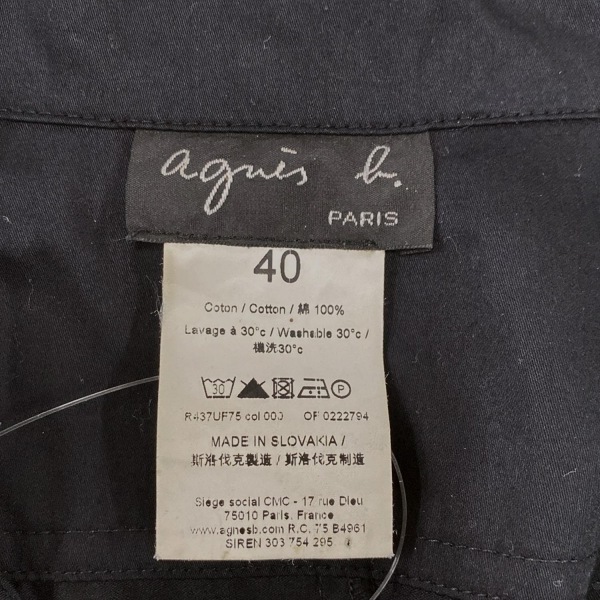 agnès b.
PARIS
40
Coton / Cotton / 綿 100%
Lavage à 30°c / Washable 30°c /
機洗30°c
30 P
R437UF75 col 000 OF 0222794
MADE IN SLOVAKIA /
斯洛伐克製造 / 斯洛伐克制造
Siege social CMC - 17 rue Dieu
75010 Paris. France
www.agnesb.com R.C. 75 B4961
SIREN 303 754 295